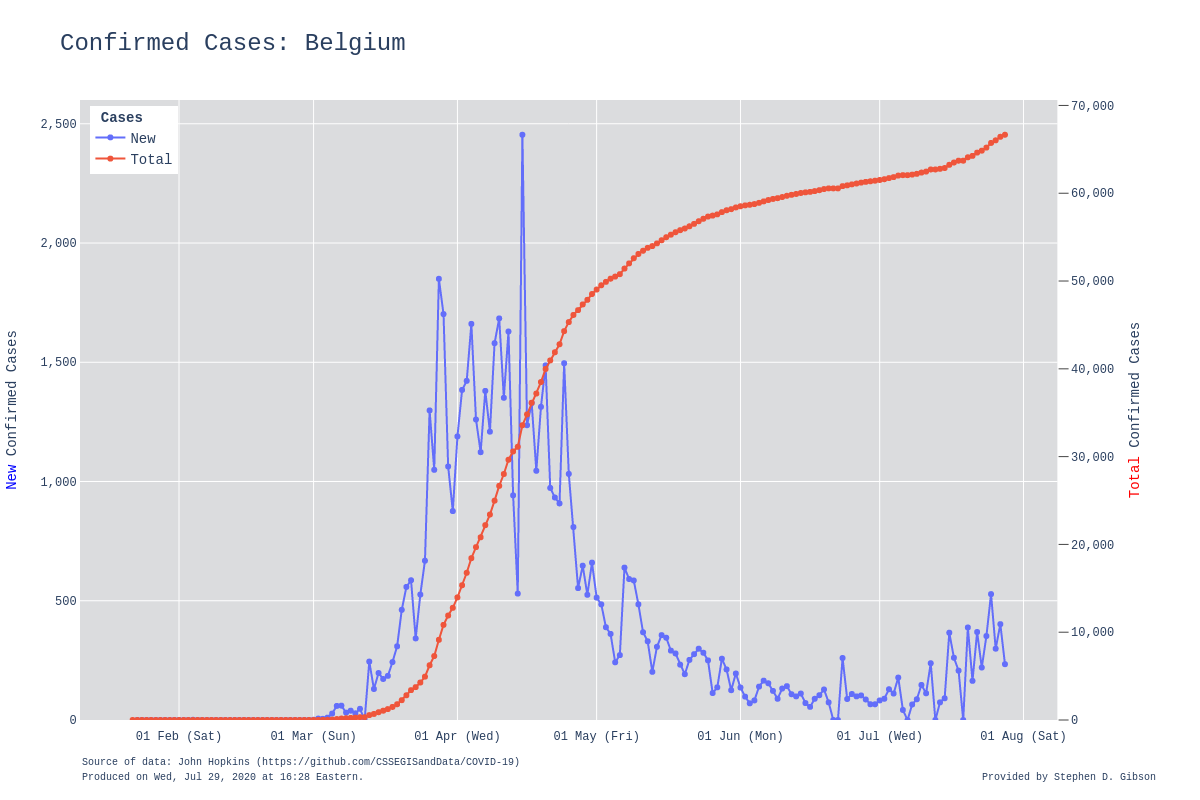 Confirmed Cases: Belgium
Cases
New
Total
2,500
2,000
1,500
1,000
500
0
70,000
60,000
50,000
40,000
30,000
20,000
10,000
0
New Confirmed Cases
Total Confirmed Cases
01 Feb (Sat)
01 Mar (Sun)
01 Apr (Wed)
01 May (Fri)
01 Jun (Mon)
01 Jul (Wed)
01 Aug (Sat)
Source of data: John Hopkins (https://github.com/CSSEGISandData/COVID-19)
Produced on Wed, Jul 29, 2020 at 16:28 Eastern.
Provided by Stephen D. Gibson